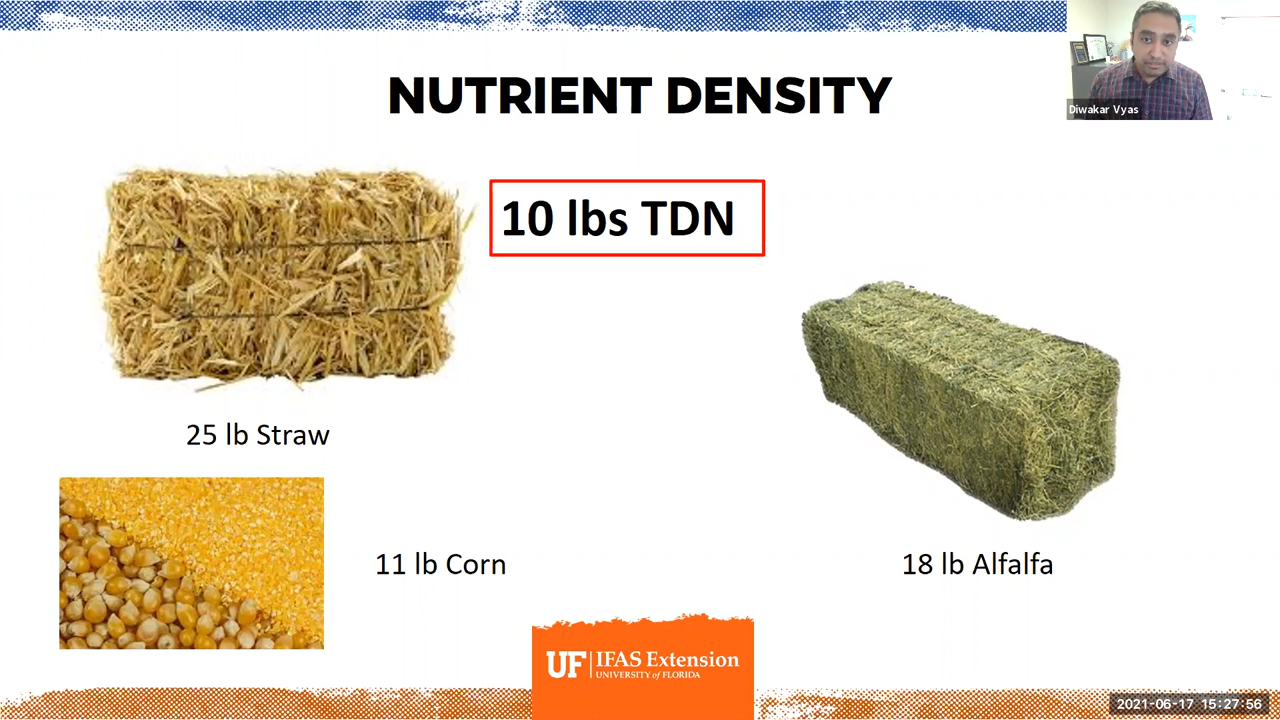 NUTRIENT DENSITY
Diwakar Vyas
10 lbs TDN
25 lb Straw
11 lb Corn
18 lb Alfalfa
UF IFAS Extension
UNIVERSITY of FLORIDA
2021-06-17 15:27:56